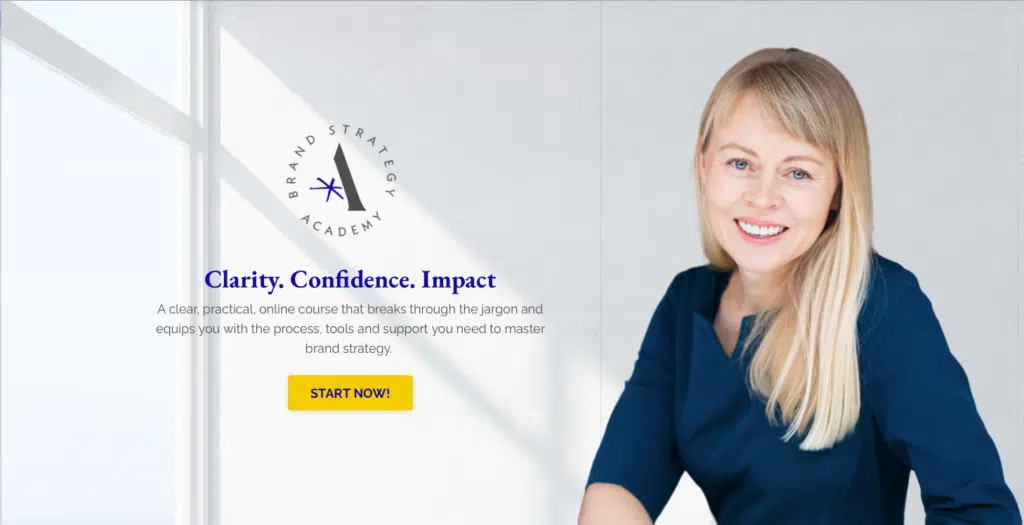 BRAND STRATEGY
ACADEMY
Clarity. Confidence. Impact
A clear, practical, online course that breaks through the jargon and
equips you with the process, tools and support you need to master
brand strategy.
START NOW!